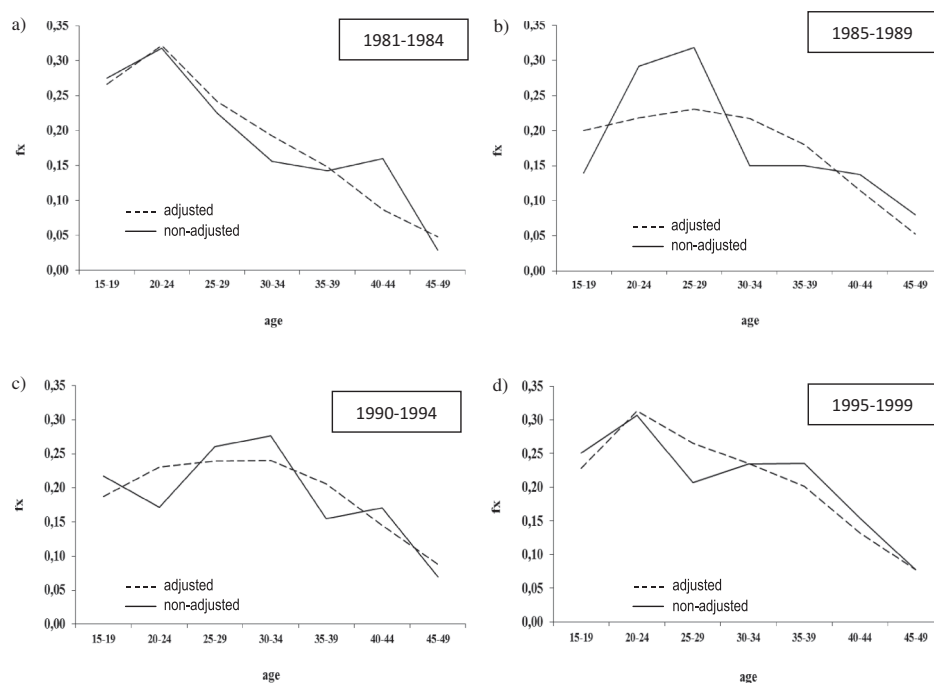 a)
1981-1984
0,35
0,30
0,25
0,20
0,15
0,10
0,05
0,00
fx
adjusted
non-adjusted
15-19 20-24 25-29 30-34 35-39 40-44 45-49
age
b)
1985-1989
0,35
0,30
0,25
0,20
0,15
0,10
0,05
0,00
fx
adjusted
non-adjusted
15-19 20-24 25-29 30-34 35-39 40-44 45-49
age
c)
1990-1994
0,35
0,30
0,25
0,20
0,15
0,10
0,05
0,00
fx
adjusted
non-adjusted
15-19 20-24 25-29 30-34 35-39 40-44 45-49
age
d)
1995-1999
0,35
0,30
0,25
0,20
0,15
0,10
0,05
0,00
fx
adjusted
non-adjusted
15-19 20-24 25-29 30-34 35-39 40-44 45-49
age